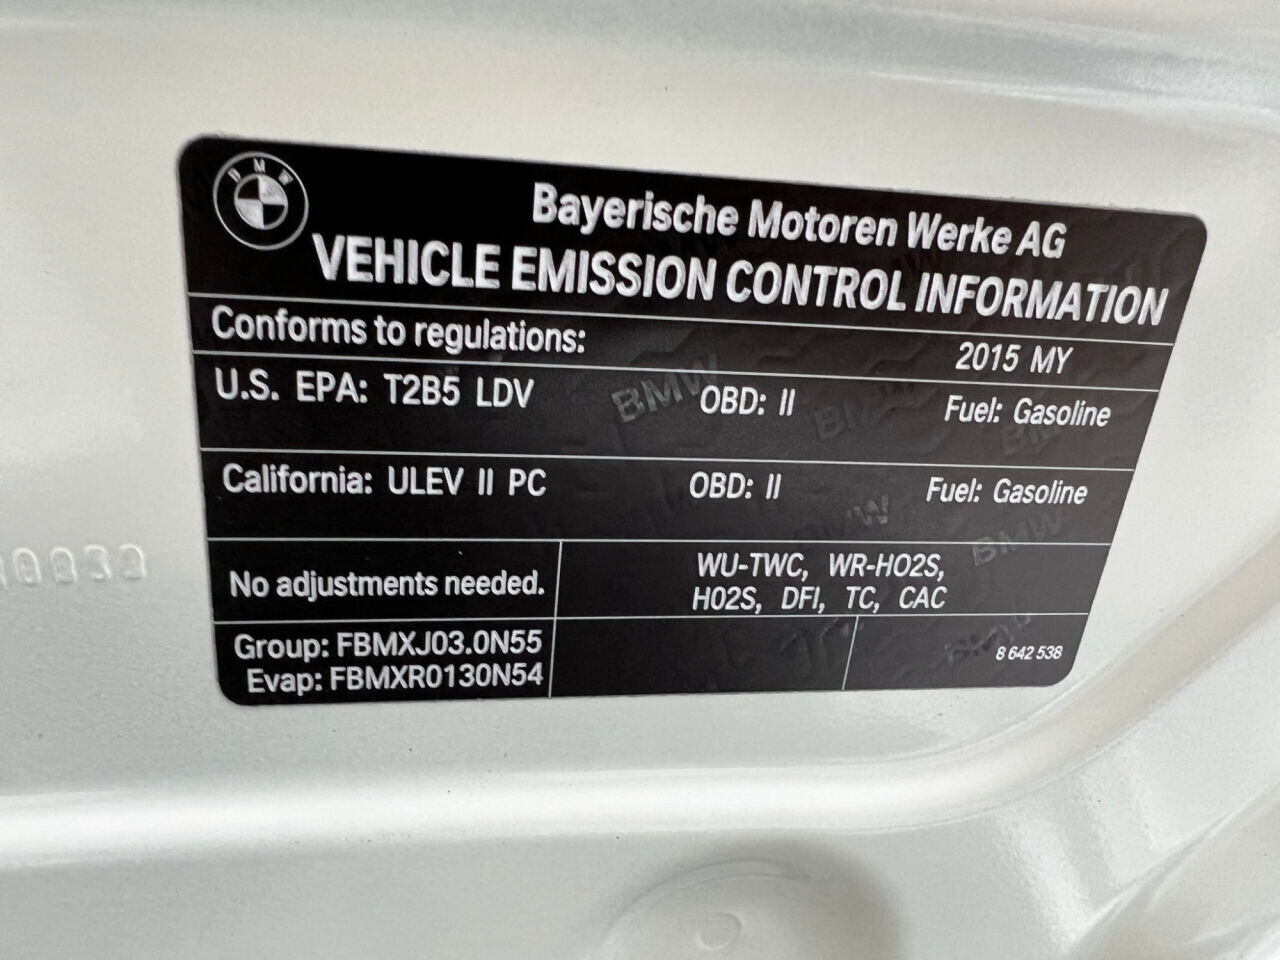 BMW
Bayerische Motoren Werke AG
VEHICLE EMISSION CONTROL INFORMATION
Conforms to regulations: 2015 MY
U.S. EPA: T2B5 LDV OBD: II Fuel: Gasoline
California: ULEV II PC OBD: II Fuel: Gasoline
No adjustments needed. WU-TWC, WR-HO2S,
HO2S, DFI, TC, CAC
Group: FBMXJ03.0N55
Evap: FBMXR0130N54
8 642 538